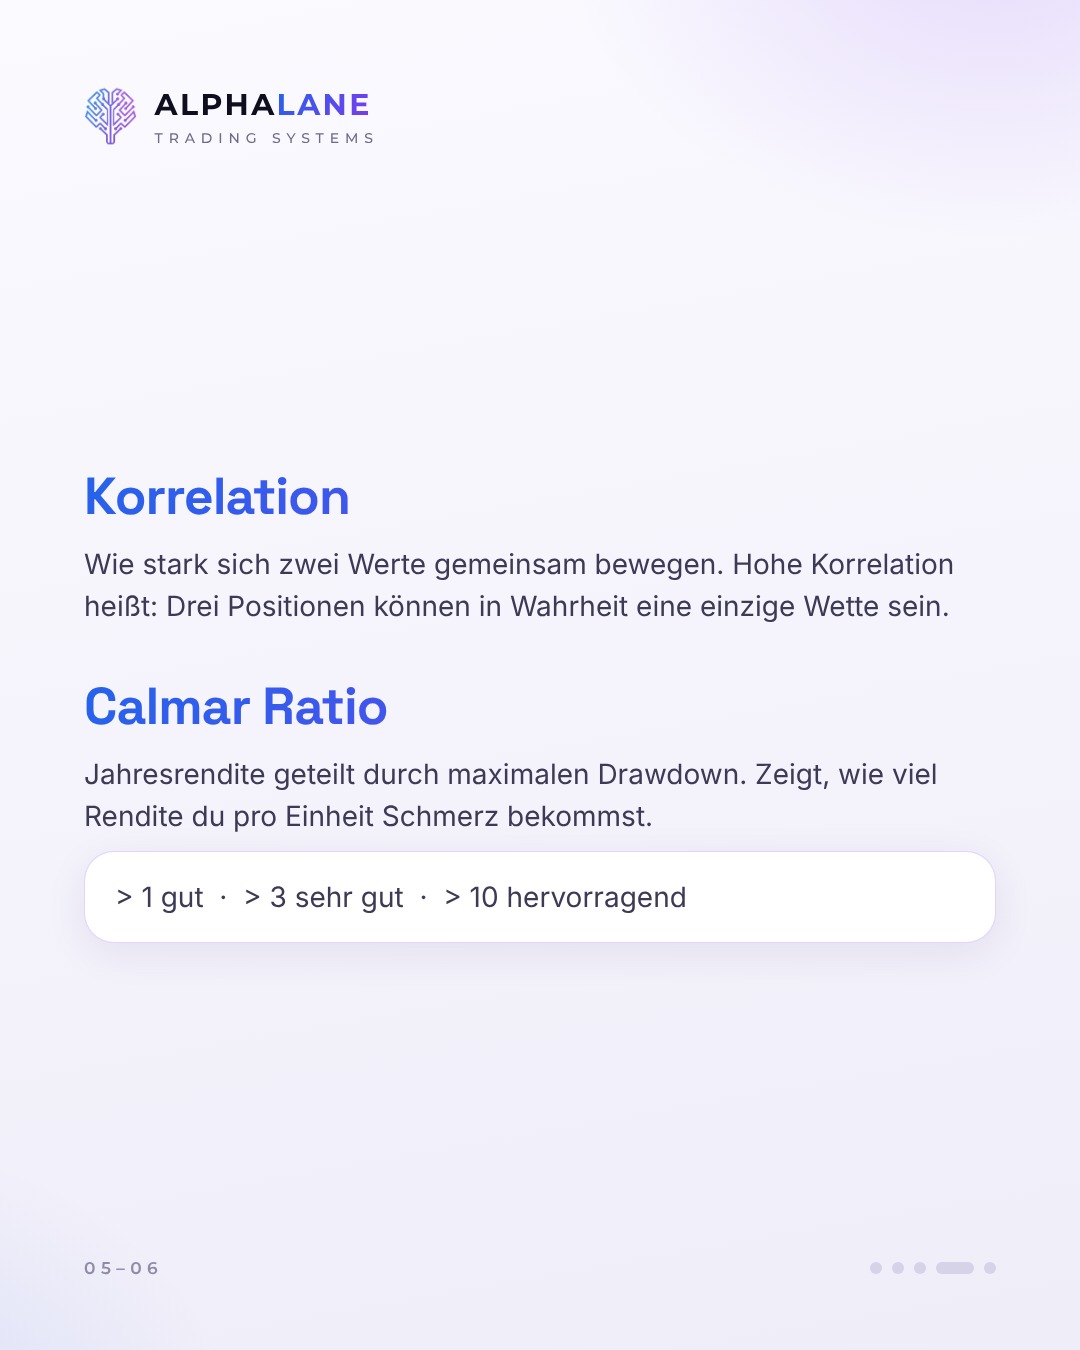 ALPHALANE
TRADING SYSTEMS
Korrelation
Wie stark sich zwei Werte gemeinsam bewegen. Hohe Korrelation
heißt: Drei Positionen können in Wahrheit eine einzige Wette sein.
Calmar Ratio
Jahresrendite geteilt durch maximalen Drawdown. Zeigt, wie viel
Rendite du pro Einheit Schmerz bekommst.
> 1 gut · > 3 sehr gut · > 10 hervorragend
05–06